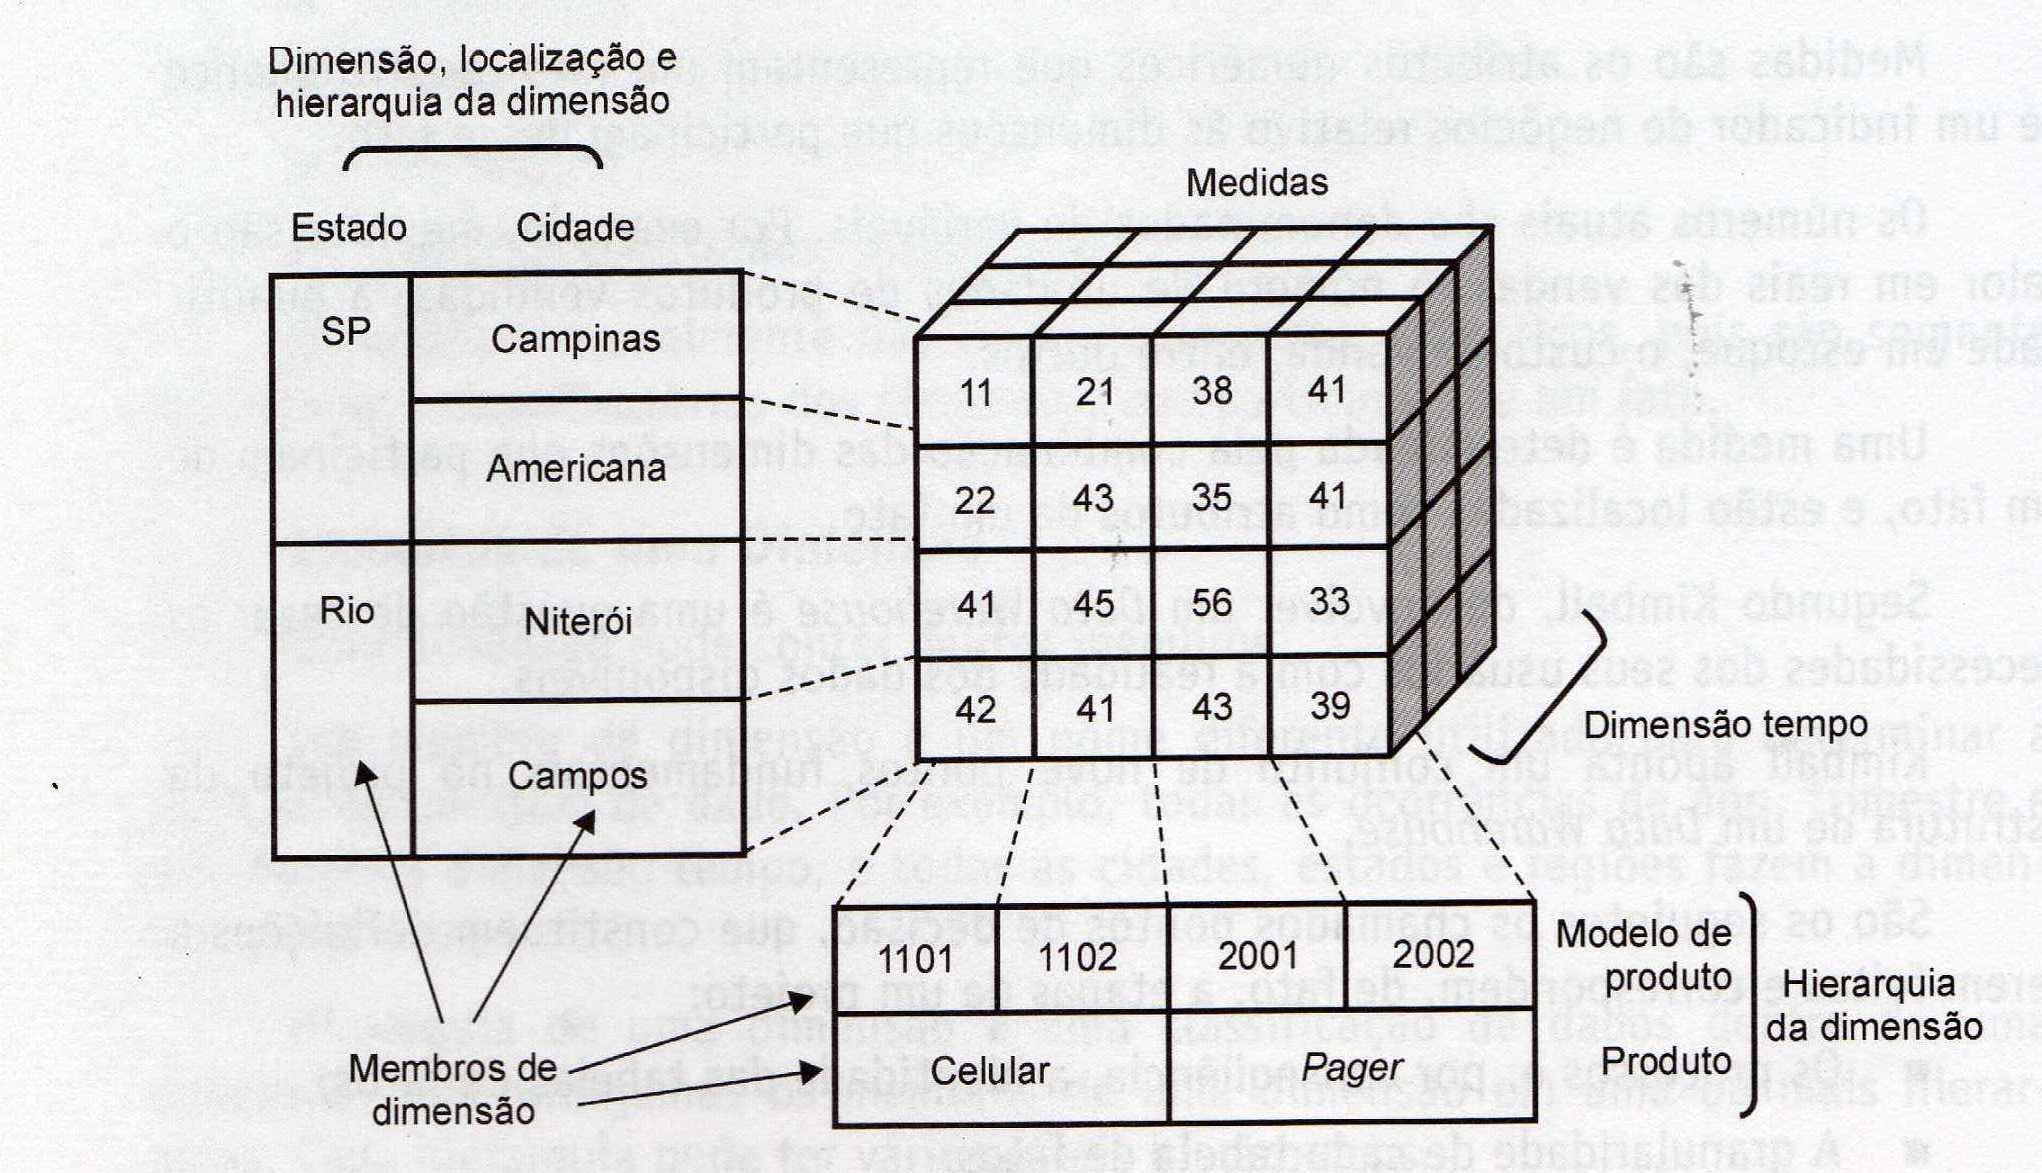 Dimensão, localização e
hierarquia da dimensão
Medidas
Estado Cidade
SP
Campinas
Americana
Rio
Niterói
Campos
11 21 38 41
22 43 35 41
41 45 56 33
42 41 43 39
Dimensão tempo
1101 1102 2001 2002
Modelo de
produto
Celular Pager
Produto
Hierarquia
da dimensão
Membros de
dimensão